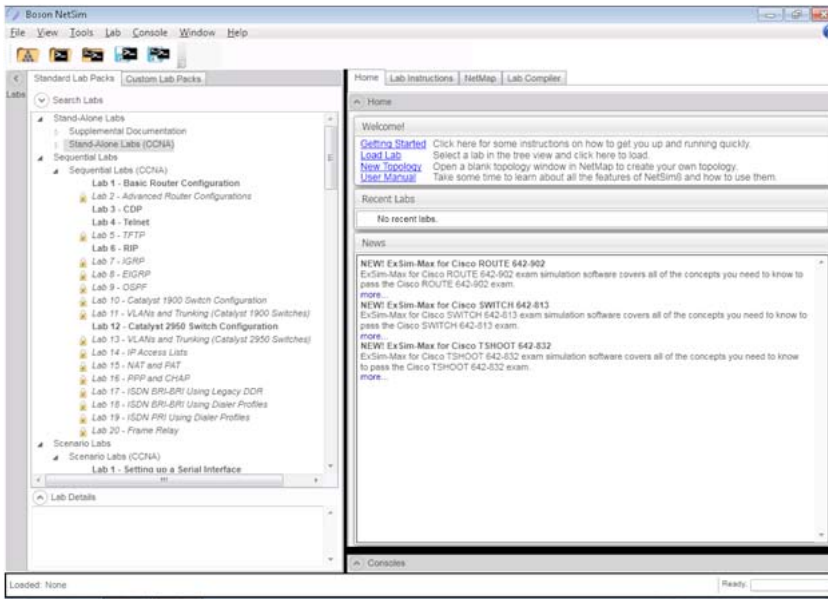 Boson NetSim
File View Tools Lab Console Window Help
Labs
Standard Lab Packs Custom Lab Packs
Search Labs
Stand-Alone Labs
Supplemental Documentation
Stand-Alone Labs (CCNA)
Sequential Labs
Sequential Labs (CCNA)
Lab 1 - Basic Router Configuration
Lab 2 - Advanced Router Configurations
Lab 3 - CDP
Lab 4 - Telnet
Lab 5 - TFTP
Lab 6 - RIP
Lab 7 - IGRP
Lab 8 - EIGRP
Lab 9 - OSPF
Lab 10 - Catalyst 1900 Switch Configuration
Lab 11 - VLANs and Trunking (Catalyst 1900 Switches)
Lab 12 - Catalyst 2950 Switch Configuration
Lab 13 - VLANs and Trunking (Catalyst 2950 Switches)
Lab 14 - IP Access Lists
Lab 15 - NAT and PAT
Lab 16 - PPP and CHAP
Lab 17 - ISDN BRI-BRI Using Legacy DDR
Lab 18 - ISDN BRI-BRI Using Dialer Profiles
Lab 19 - ISDN PRI Using Dialer Profiles
Lab 20 - Frame Relay
Scenario Labs
Scenario Labs (CCNA)
Lab 1 - Setting up a Serial Interface
Lab Details
Home Lab Instructions NetMap Lab Compiler
Home
Welcome!
Getting Started Click here for some instructions on how to get you up and running quickly.
Load Lab Select a lab in the tree view and click here to load.
New Topology Open a blank topology window in NetMap to create your own topology.
User Manual Take some time to learn about all the features of NetSim® and how to use them.
Recent Labs
No recent labs.
News
NEW! ExSim-Max for Cisco ROUTE 642-902
ExSim-Max for Cisco ROUTE 642-902 exam simulation software covers all of the concepts you need to know to
pass the Cisco ROUTE 642-902 exam.
more...
NEW! ExSim-Max for Cisco SWITCH 642-813
ExSim-Max for Cisco SWITCH 642-813 exam simulation software covers all of the concepts you need to know to
pass the Cisco SWITCH 642-813 exam.
more...
NEW! ExSim-Max for Cisco TSHOOT 642-832
ExSim-Max for Cisco TSHOOT 642-832 exam simulation software covers all of the concepts you need to know
to pass the Cisco TSHOOT 642-832 exam.
more...
Consoles
Loaded: None
Ready.